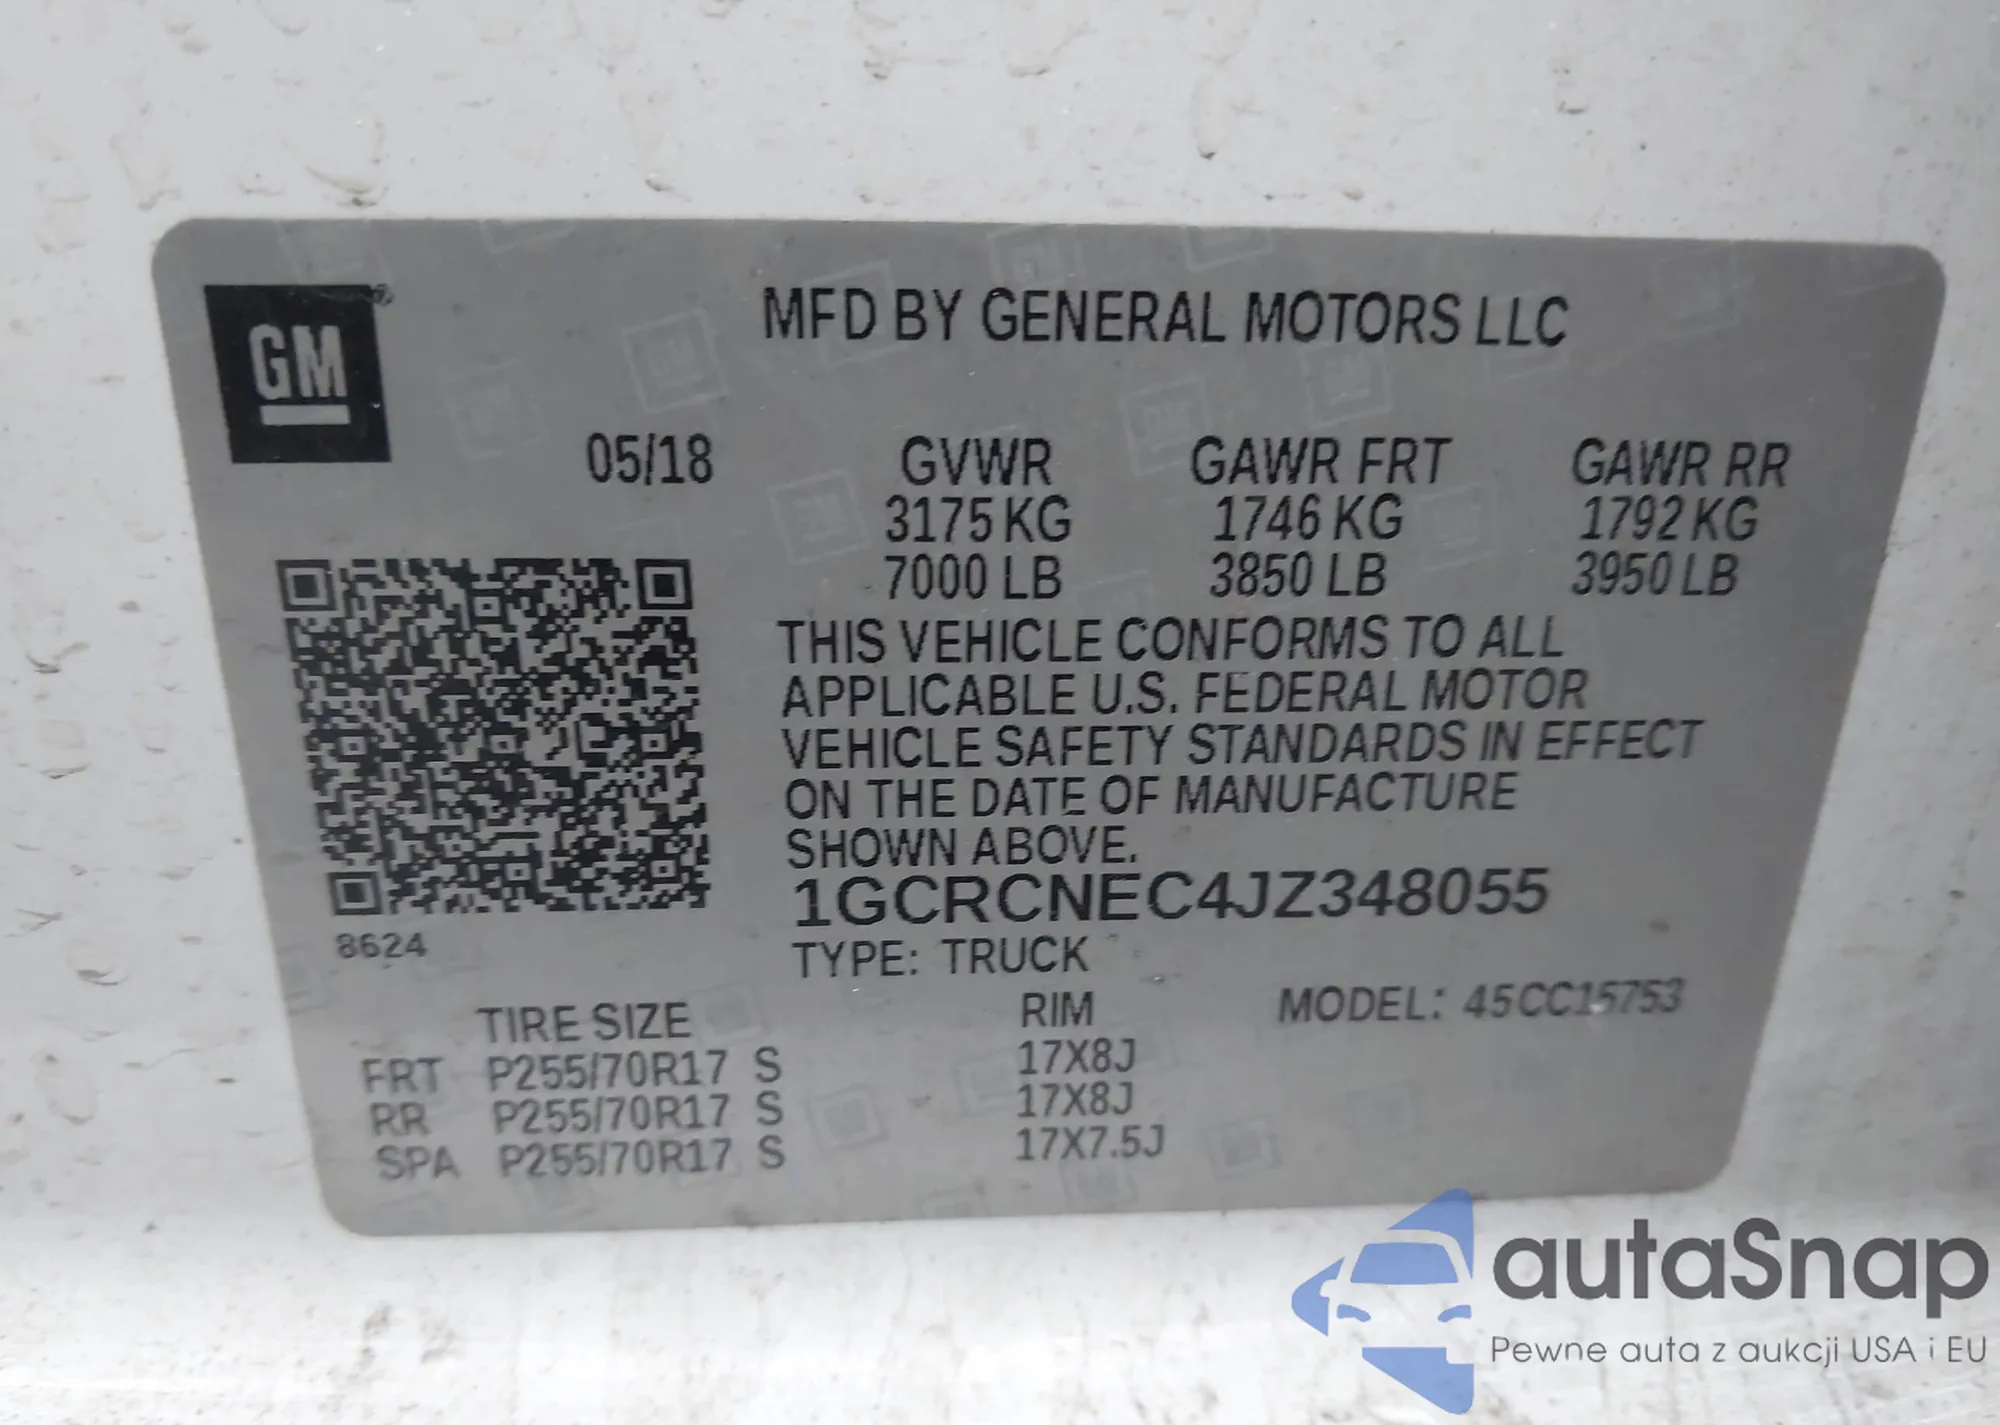 GM
MFD BY GENERAL MOTORS LLC
05/18 GVWR GAWR FRT GAWR RR
3175 KG 1746 KG 1792 KG
7000 LB 3850 LB 3950 LB
THIS VEHICLE CONFORMS TO ALL
APPLICABLE U.S. FEDERAL MOTOR
VEHICLE SAFETY STANDARDS IN EFFECT
ON THE DATE OF MANUFACTURE
SHOWN ABOVE.
1GCRCNEC4JZ348055
8624
TYPE: TRUCK
TIRE SIZE RIM MODEL: 45CC15753
FRT P255/70R17 S 17X8J
RR P255/70R17 S 17X8J
SPA P255/70R17 S 17X7.5J
autaSnap
Pewne auta z aukcji USA i EU